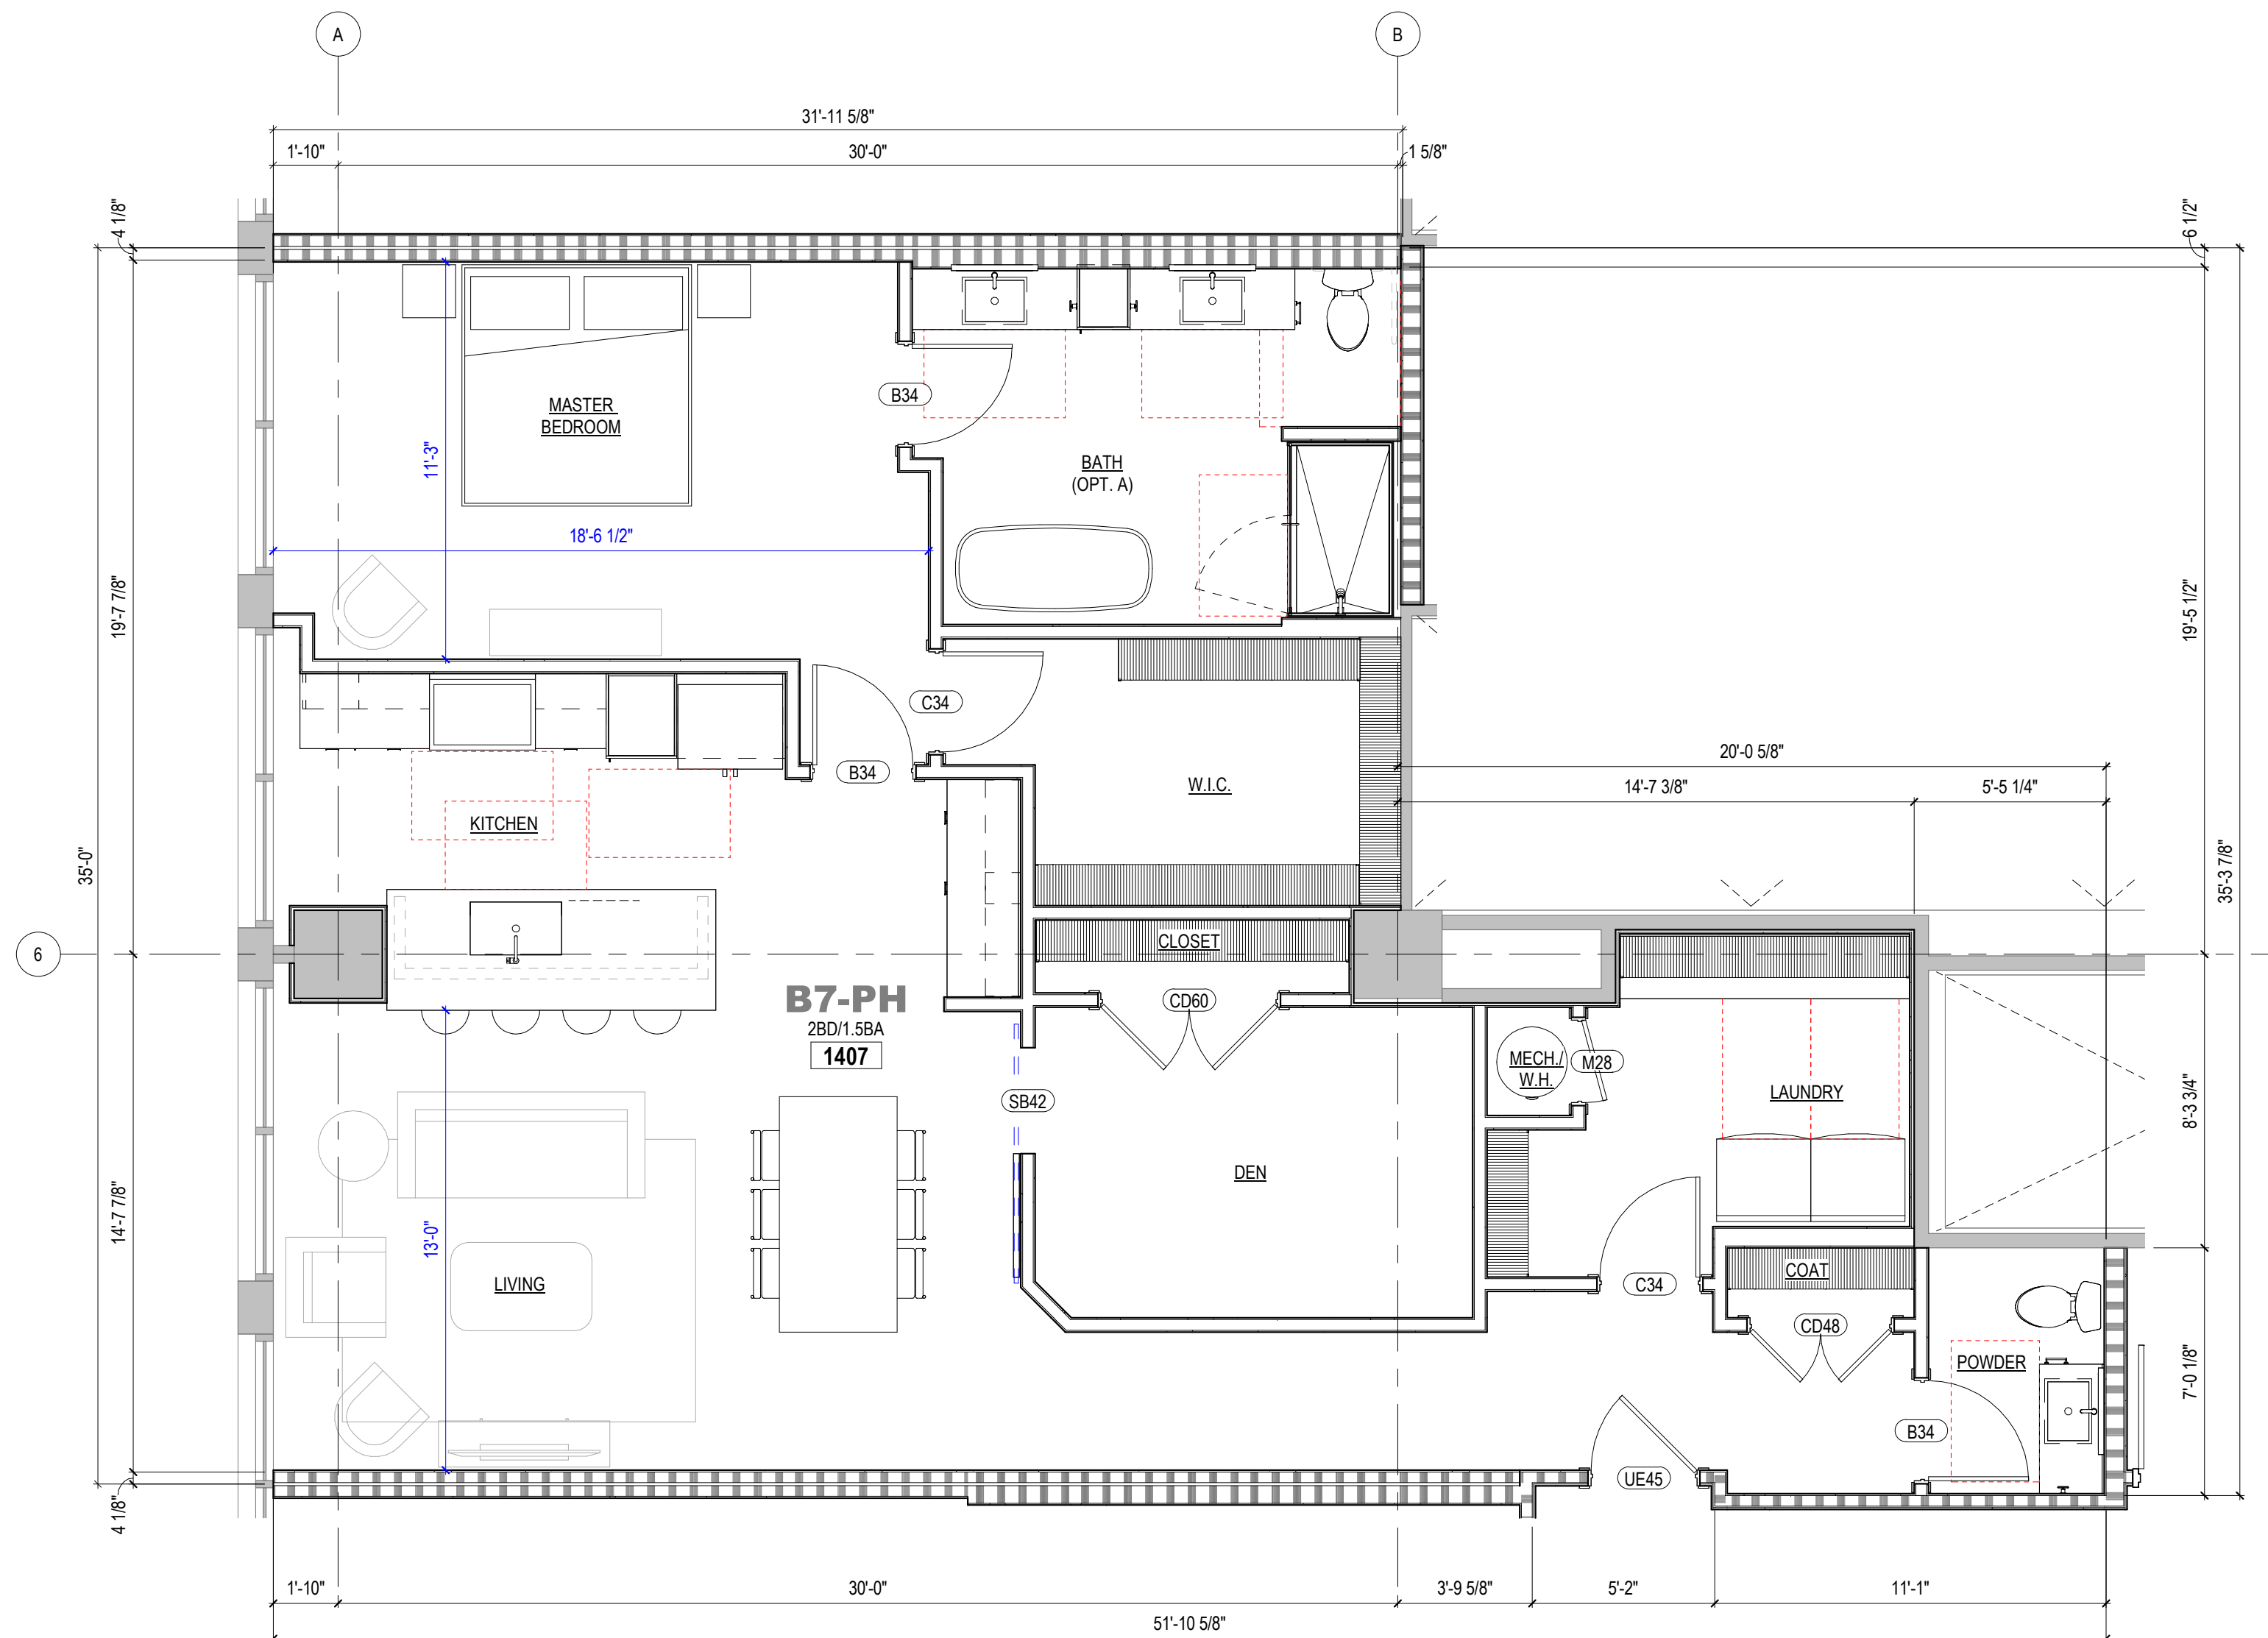 A
B
31'-11 5/8"
1'-10"
30'-0"
1 5/8"
4 1/8"
6 1/2"
MASTER
BEDROOM
B34
11'-3"
BATH
(OPT. A)
18'-6 1/2"
19'-7 7/8"
19'-5 1/2"
C34
B34
20'-0 5/8"
W.I.C.
14'-7 3/8"
5'-5 1/4"
KITCHEN
35'-0"
35'-3 7/8"
6
CLOSET
B7-PH
CD60
2BD/1.5BA
1407
MECH./
W.H.
M28
SB42
LAUNDRY
8'-3 3/4"
DEN
14'-7 7/8"
13'-0"
LIVING
C34
COAT
CD48
POWDER
7'-0 1/8"
B34
UE45
4 1/8"
1'-10"
30'-0"
3'-9 5/8"
5'-2"
11'-1"
51'-10 5/8"